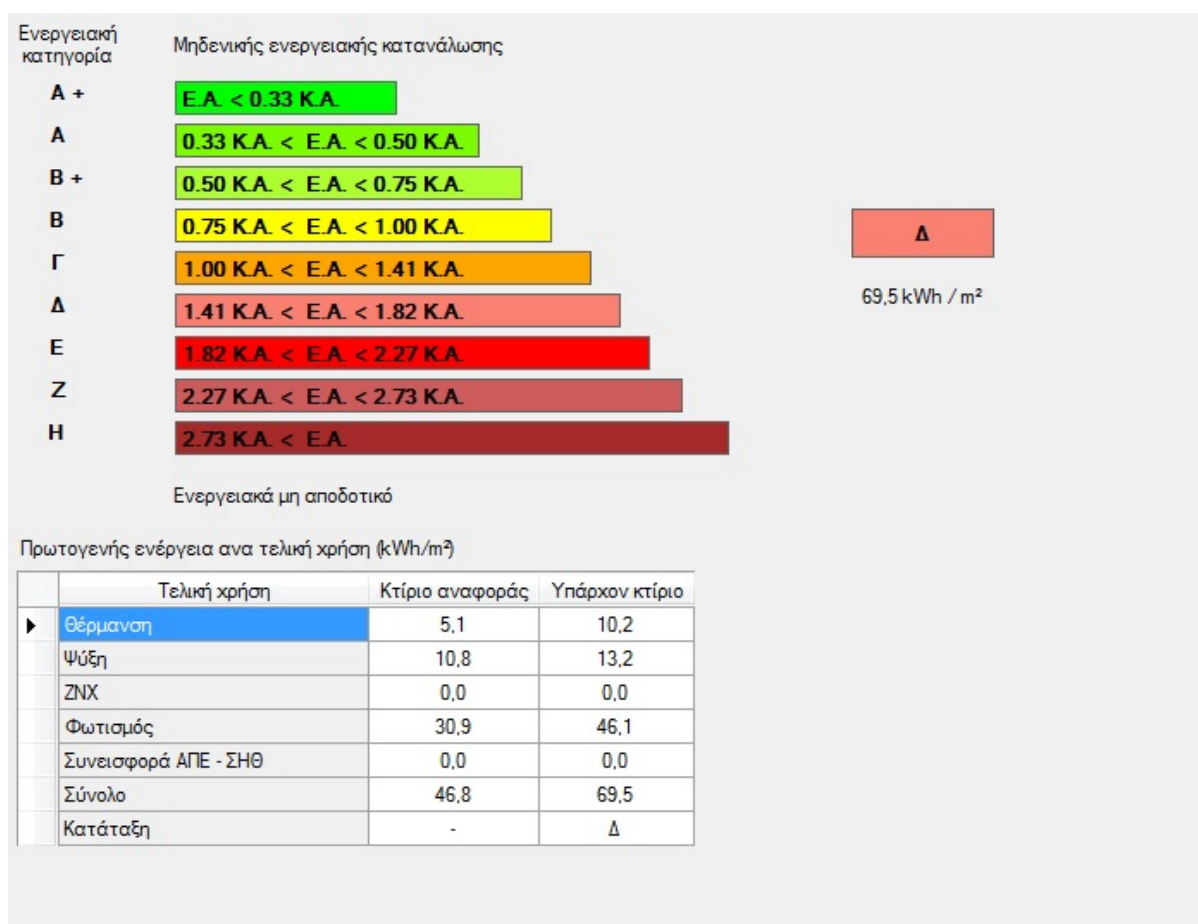 Ενεργειακή
κατηγορία
Μηδενικής ενεργειακής κατανάλωσης
Α +
Ε.Α. < 0.33 Κ.Α.
Α
0.33 Κ.Α. < Ε.Α. < 0.50 Κ.Α.
Β +
0.50 Κ.Α. < Ε.Α. < 0.75 Κ.Α.
Β
0.75 Κ.Α. < Ε.Α. < 1.00 Κ.Α.
Γ
1.00 Κ.Α. < Ε.Α. < 1.41 Κ.Α.
Δ
1.41 Κ.Α. < Ε.Α. < 1.82 Κ.Α.
Ε
1.82 Κ.Α. < Ε.Α. < 2.27 Κ.Α.
Ζ
2.27 Κ.Α. < Ε.Α. < 2.73 Κ.Α.
Η
2.73 Κ.Α. < Ε.Α.
Δ
69,5 kWh / m²
Ενεργειακά μη αποδοτικό
Πρωτογενής ενέργεια ανα τελική χρήση (kWh/m²)
Τελική χρήση Κτίριο αναφοράς Υπάρχον κτίριο
Θέρμανση 5,1 10,2
Ψύξη 10,8 13,2
ΖΝΧ 0,0 0,0
Φωτισμός 30,9 46,1
Συνεισφορά ΑΠΕ - ΣΗΘ 0,0 0,0
Σύνολο 46,8 69,5
Κατάταξη - Δ